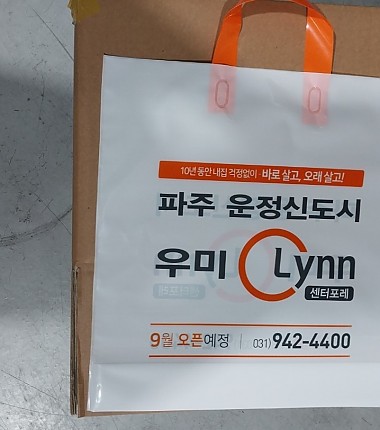 10년 동안 내집 걱정없이 바로 살고, 오래 살고!
파주 운정신도시
우미 Lynn
센터포레
9월 오픈예정 | 031) 942-4400